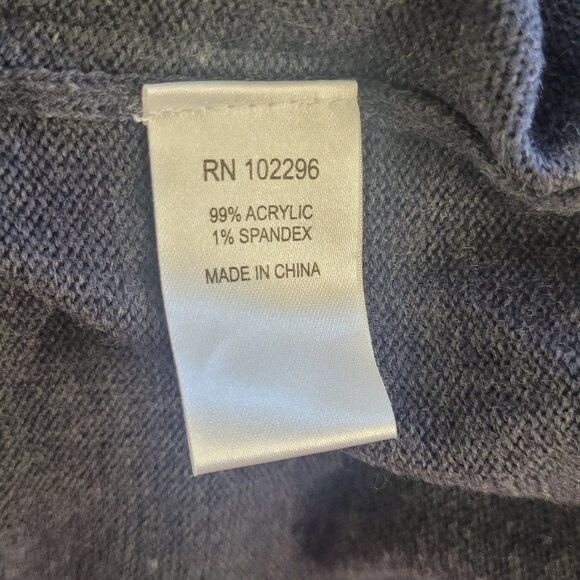 RN 102296
99% ACRYLIC
1% SPANDEX
MADE IN CHINA